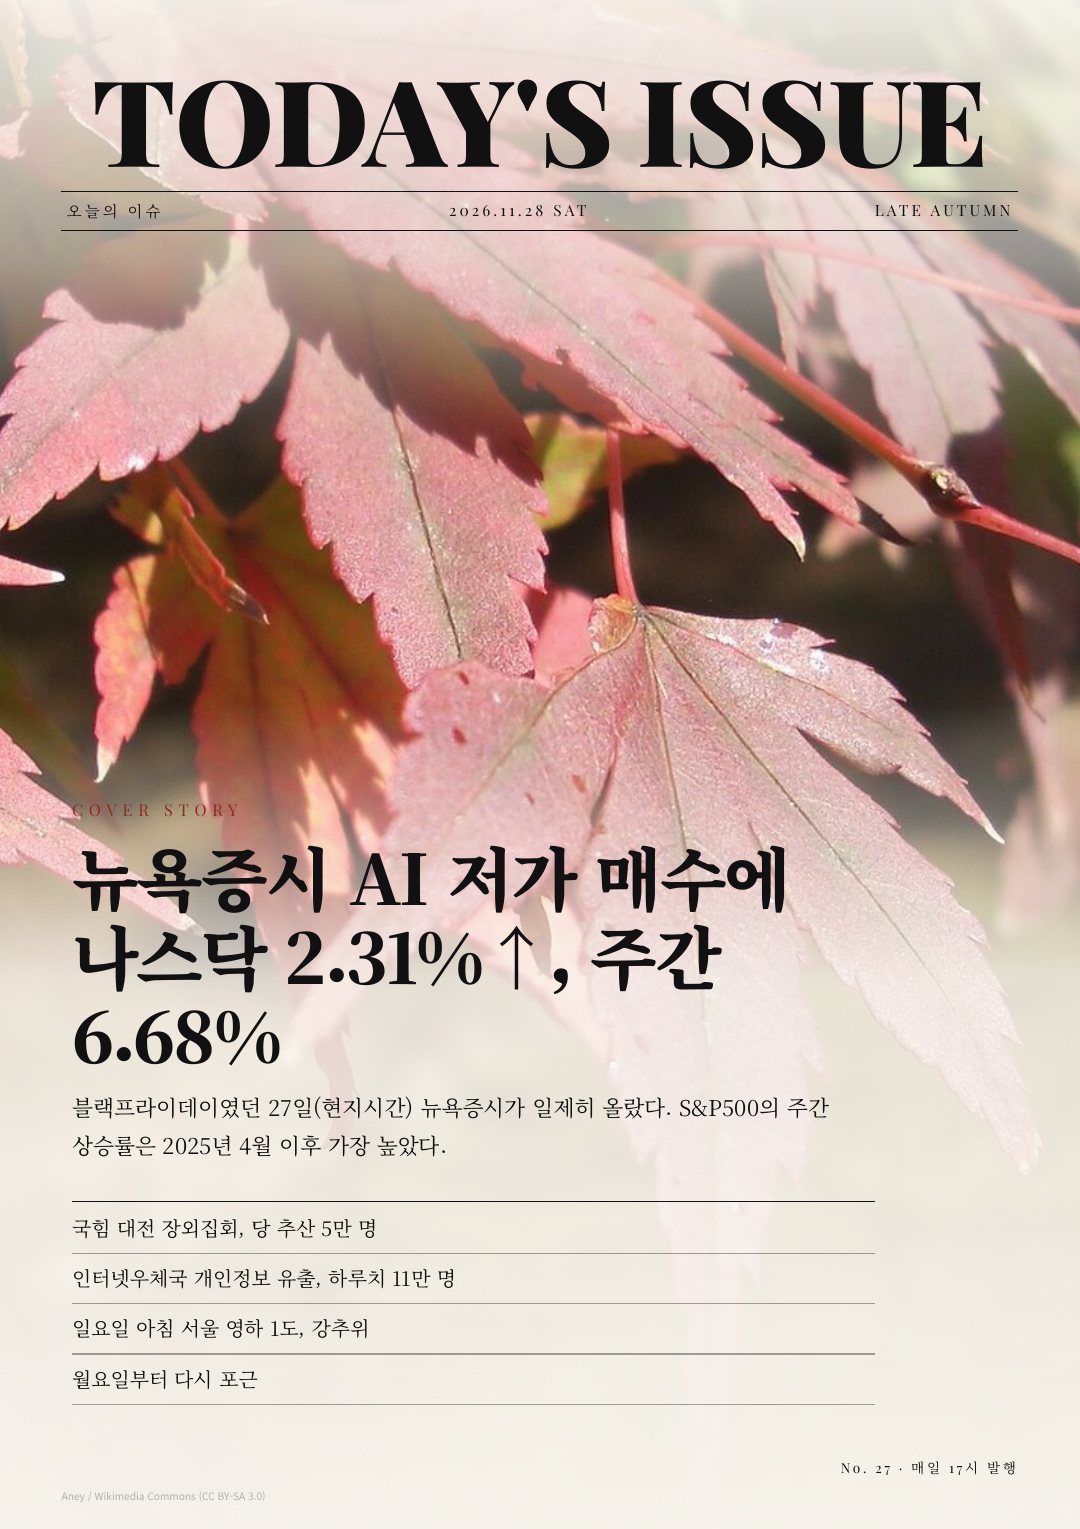 TODAY'S ISSUE
오늘의 이슈
2026.11.28 SAT
LATE AUTUMN
COVER STORY
뉴욕증시 AI 저가 매수에
나스닥 2.31%↑, 주간
6.68%
블랙프라이데이였던 27일(현지시간) 뉴욕증시가 일제히 올랐다. S&P500의 주간
상승률은 2025년 4월 이후 가장 높았다.
국힘 대전 장외집회, 당 추산 5만 명
인터넷우체국 개인정보 유출, 하루치 11만 명
일요일 아침 서울 영하 1도, 강추위
월요일부터 다시 포근
No. 27 · 매일 17시 발행
Aney / Wikimedia Commons (CC BY-SA 3.0)